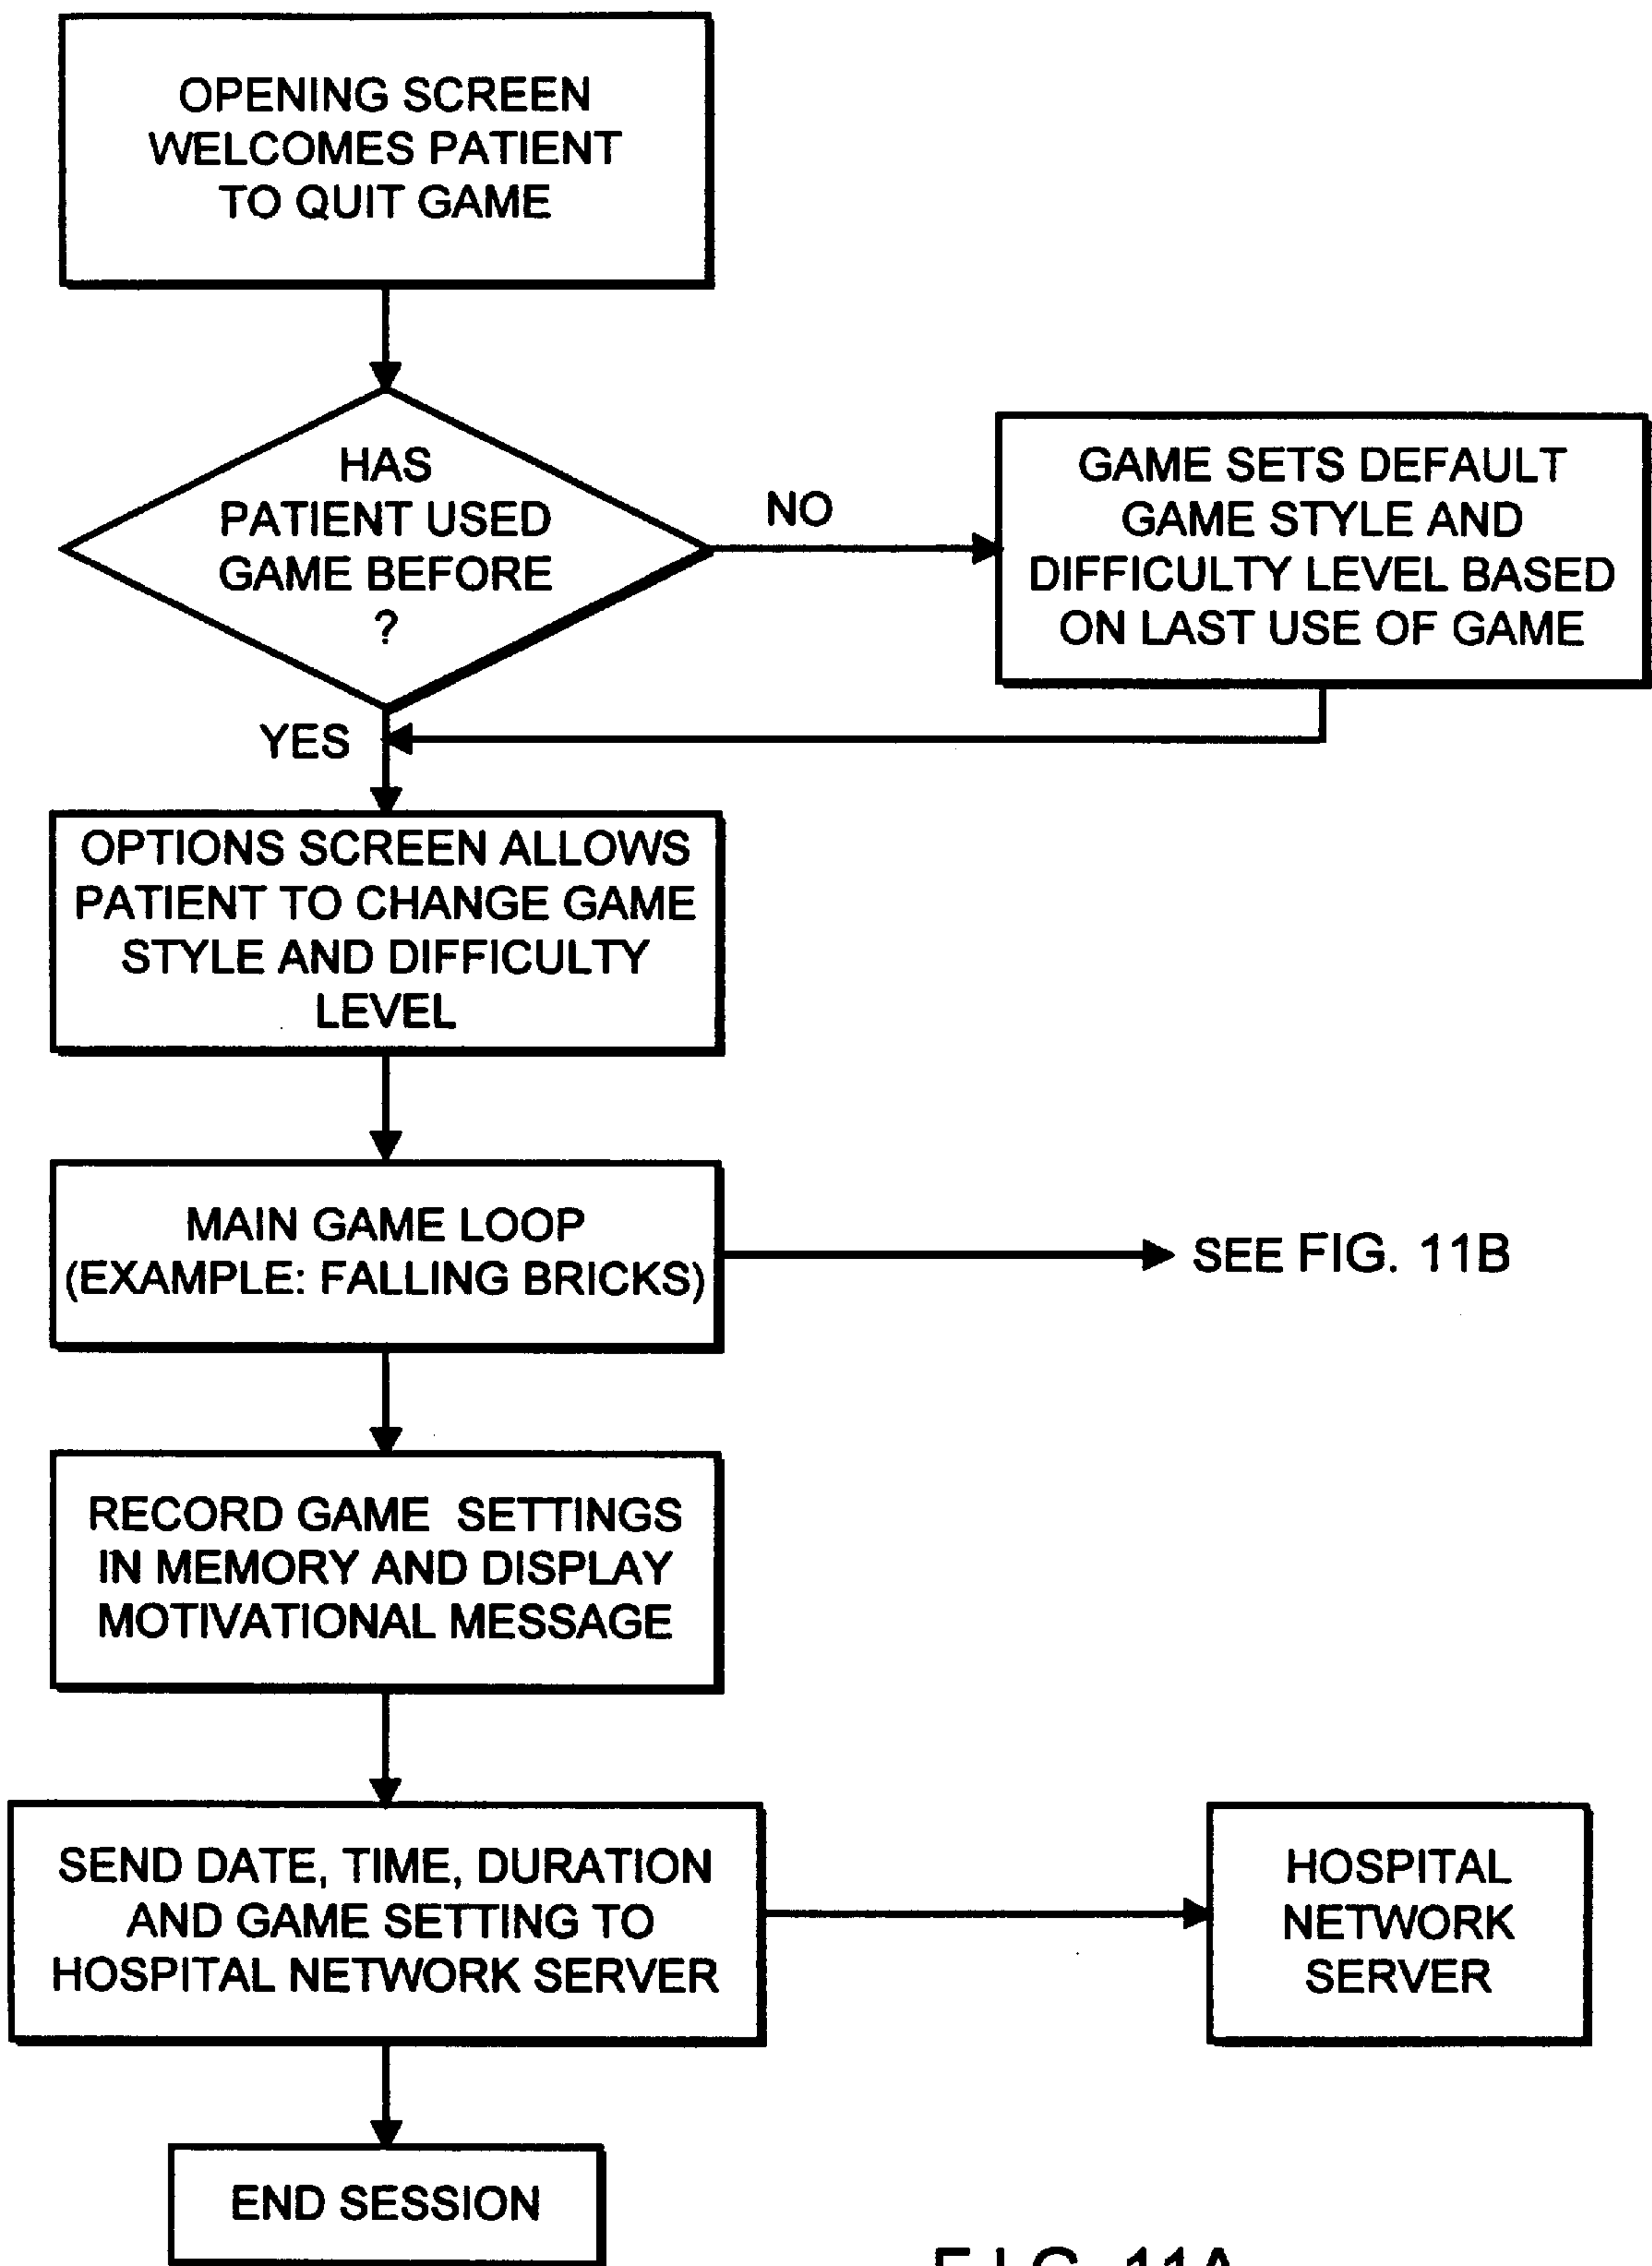 OPENING SCREEN
WELCOMES PATIENT
TO QUIT GAME
HAS
PATIENT USED
GAME BEFORE
?
NO
GAME SETS DEFAULT
GAME STYLE AND
DIFFICULTY LEVEL BASED
ON LAST USE OF GAME
YES
OPTIONS SCREEN ALLOWS
PATIENT TO CHANGE GAME
STYLE AND DIFFICULTY
LEVEL
MAIN GAME LOOP
(EXAMPLE: FALLING BRICKS)
SEE FIG. 11B
RECORD GAME SETTINGS
IN MEMORY AND DISPLAY
MOTIVATIONAL MESSAGE
SEND DATE, TIME, DURATION
AND GAME SETTING TO
HOSPITAL NETWORK SERVER
HOSPITAL
NETWORK
SERVER
END SESSION
FIG. 11A